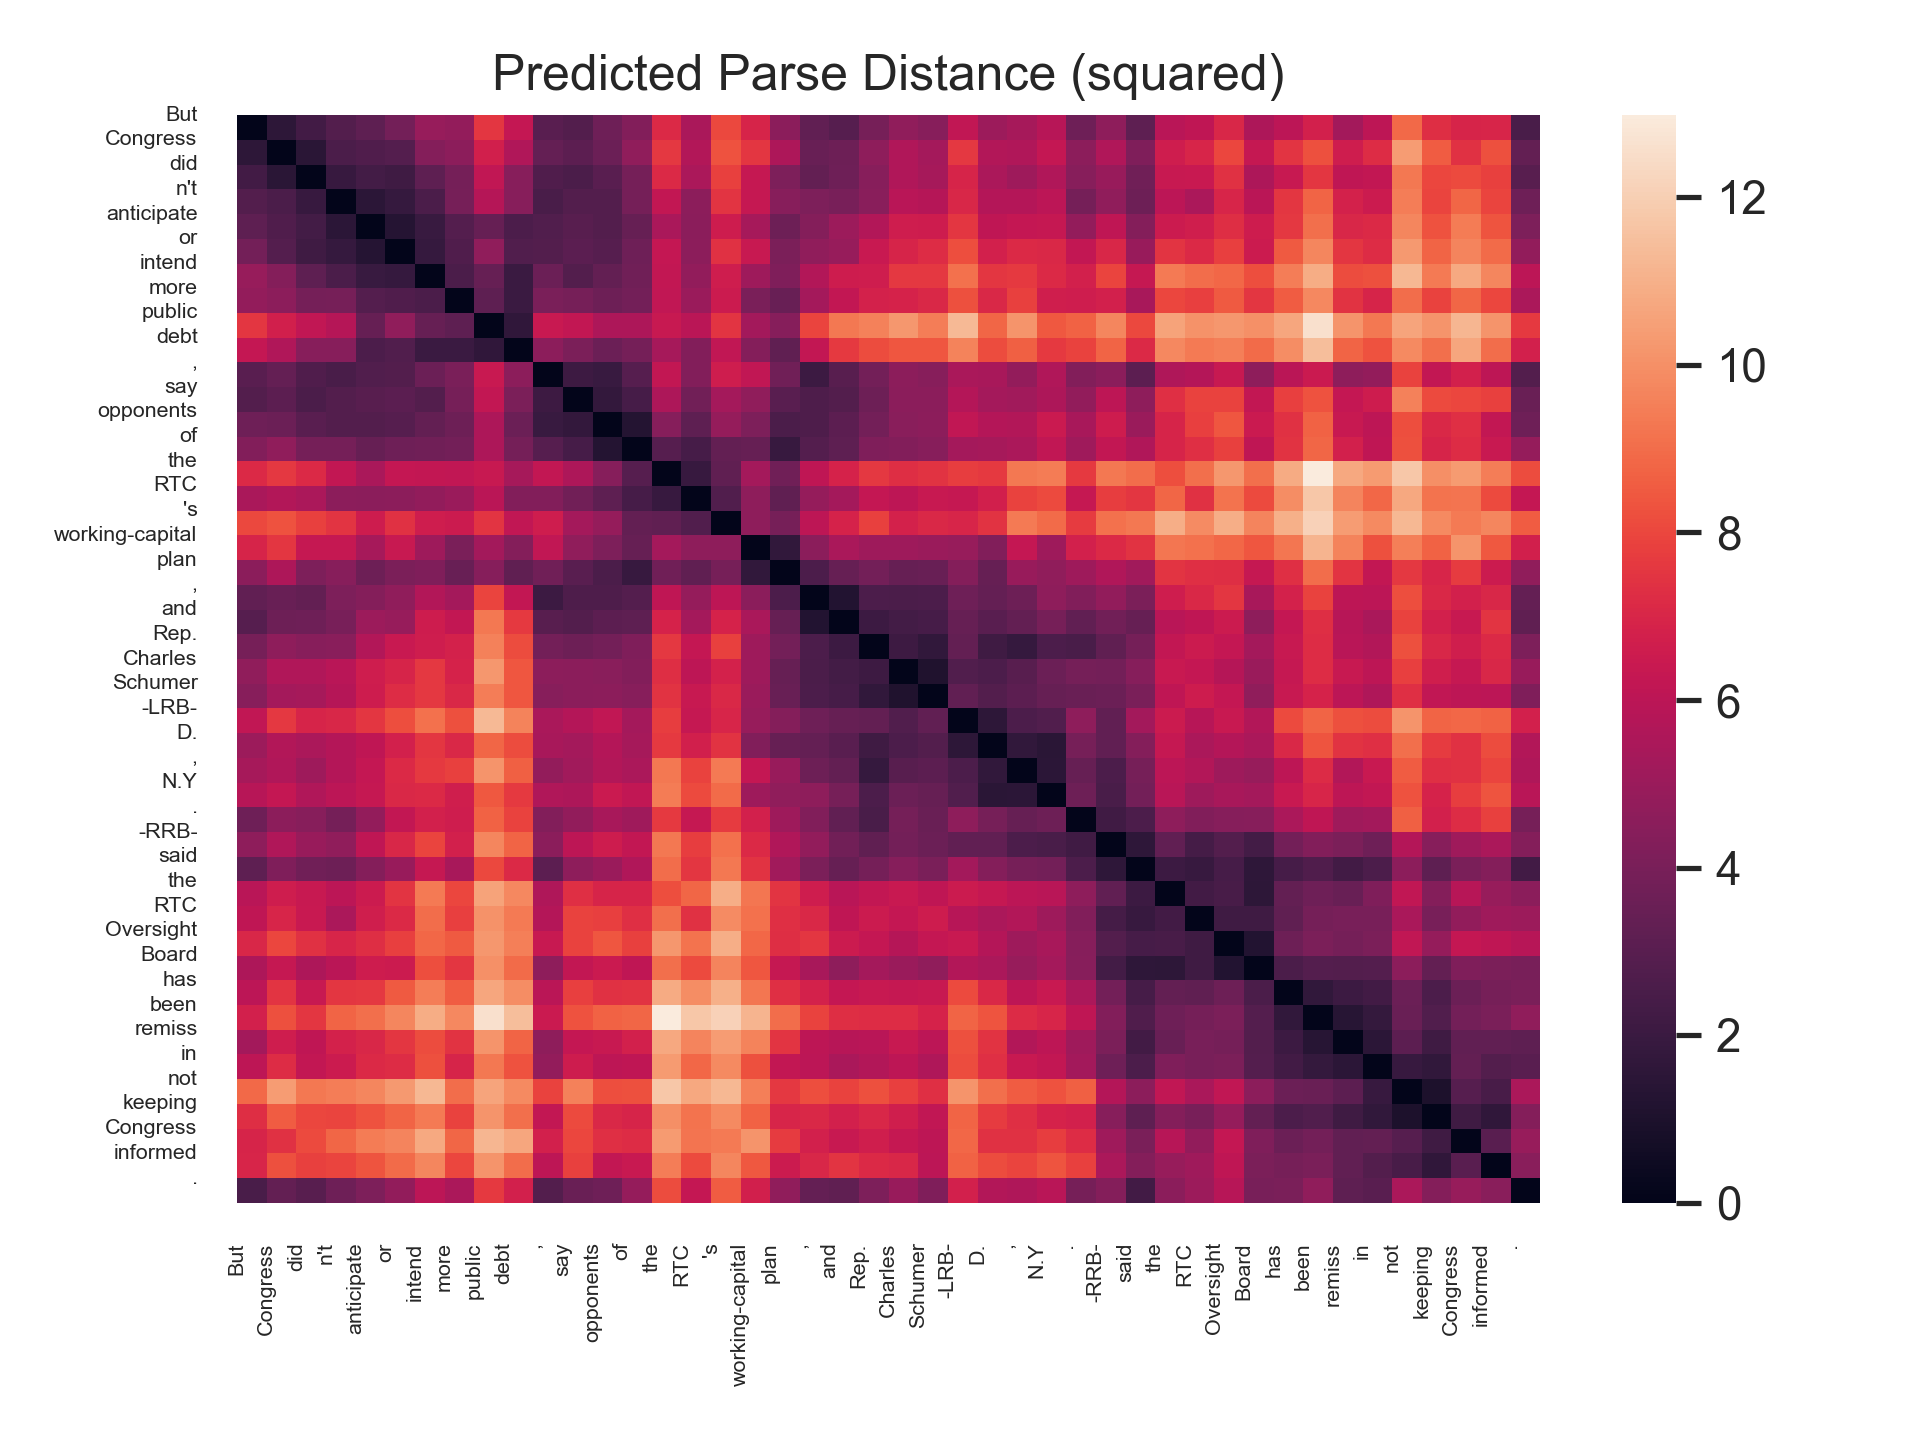 Predicted Parse Distance (squared)
But
Congress
did
n't
anticipate
or
intend
more
public
debt
,
say
opponents
of
the
RTC
's
working-capital
plan
,
and
Rep.
Charles
Schumer
-LRB-
D.
,
N.Y
.
-RRB-
said
the
RTC
Oversight
Board
has
been
remiss
in
not
keeping
Congress
informed
.
12
10
8
6
4
2
0
But
Congress
did
n't
anticipate
or
intend
more
public
debt
,
say
opponents
of
the
RTC
's
working-capital
plan
,
and
Rep.
Charles
Schumer
-LRB-
D.
,
N.Y
.
-RRB-
said
the
RTC
Oversight
Board
has
been
remiss
in
not
keeping
Congress
informed
.